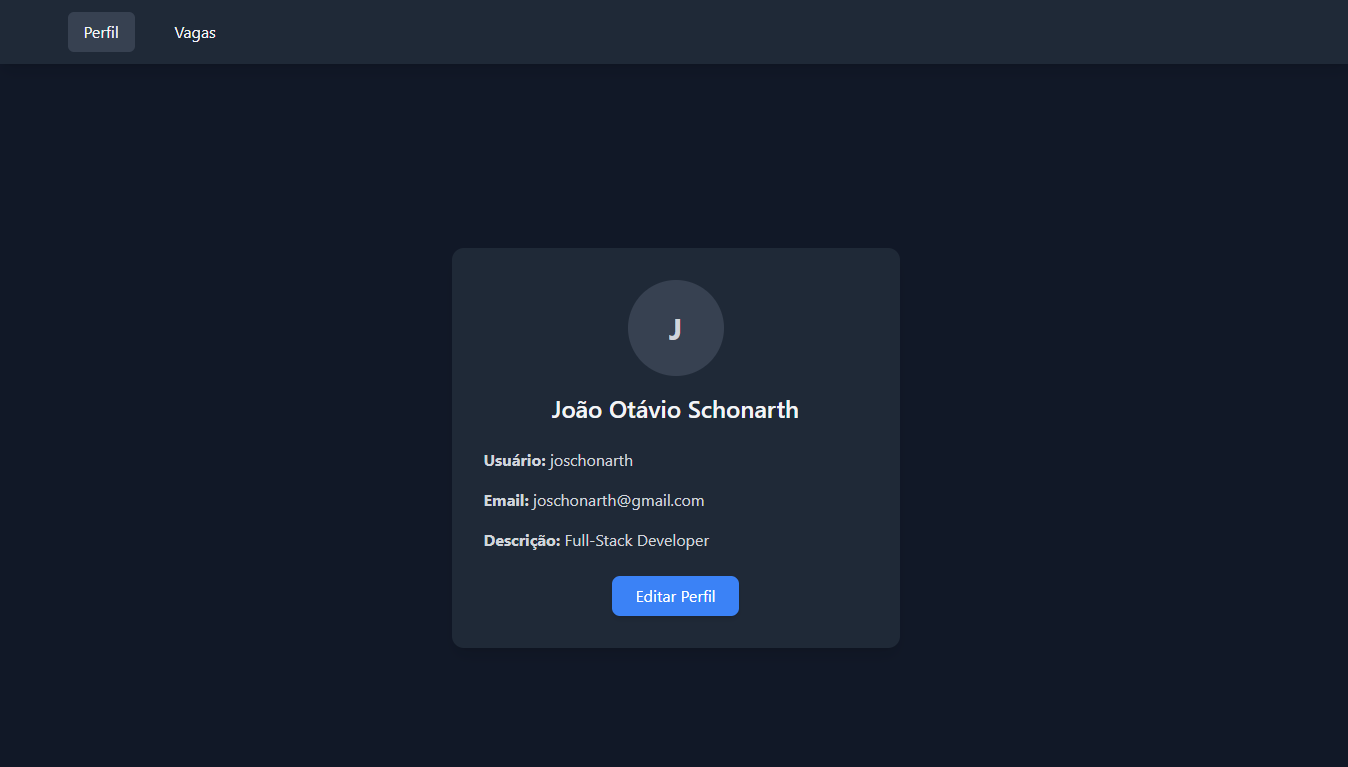 Perfil
Vagas
J
João Otávio Schonarth
Usuário: joschonarth
Email: joschonarth@gmail.com
Descrição: Full-Stack Developer
Editar Perfil